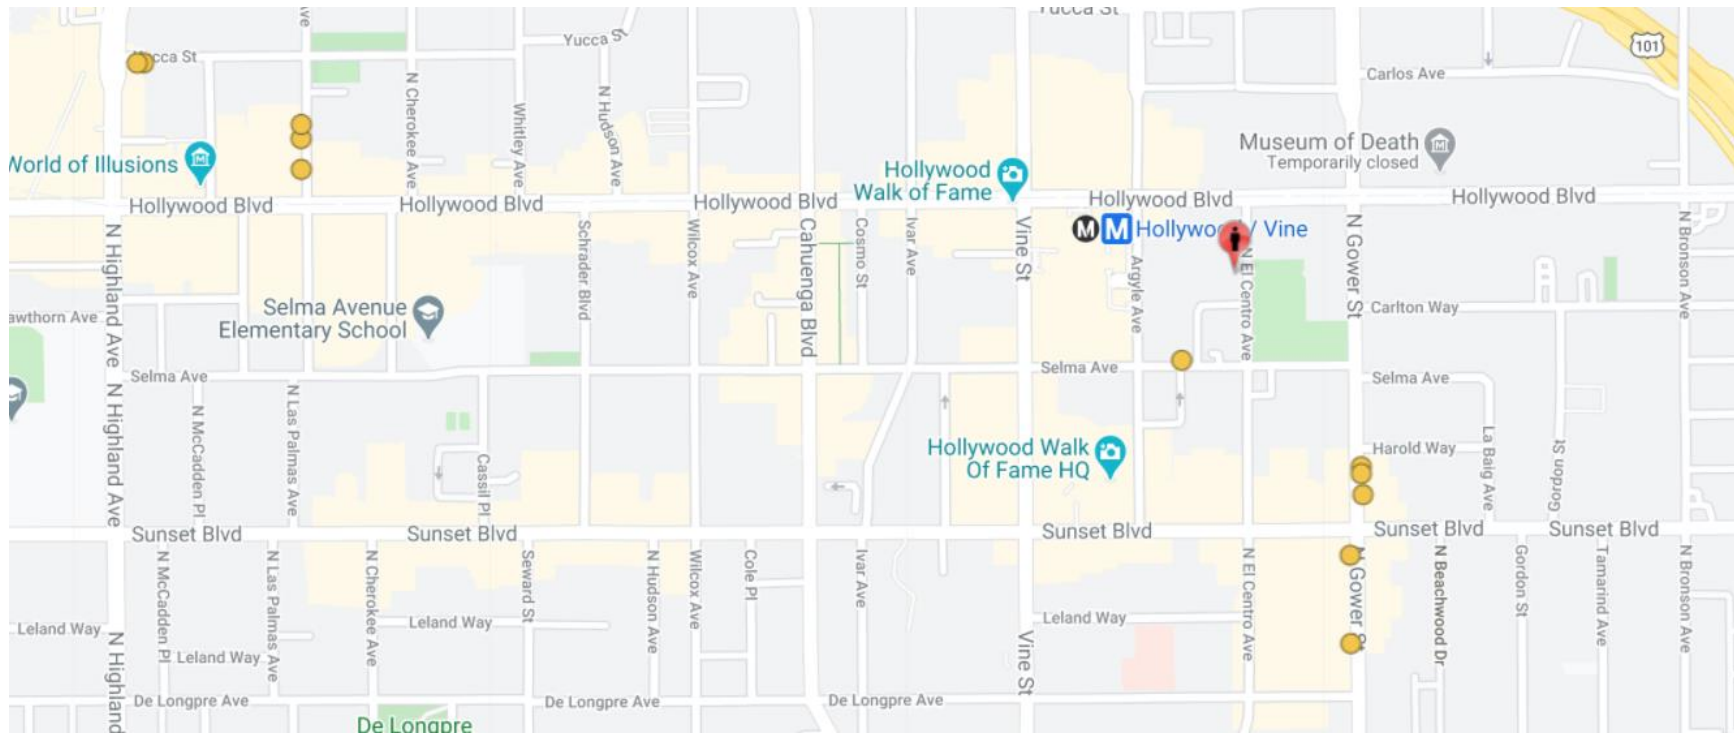 Yucca St
Yucca St
Carlos Ave
101
N Cherokee Ave
Whitley Ave
N Hudson Ave
World of Illusions
Hollywood
Walk of Fame
Museum of Death
Temporarily closed
Hollywood Blvd
Hollywood Blvd
Hollywood Blvd
Hollywood Blvd
Hollywood Blvd
M
M
Hollywood / Vine
N Highland Ave
Schrader Blvd
Wilcox Ave
Cahuenga Blvd
Cosmo St
Ivar Ave
Vine St
Argyle Ave
N El Centro Ave
N Gower St
N Bronson Ave
Selma Avenue
Elementary School
Carlton Way
Selma Ave
Selma Ave
Selma Ave
N Highland Ave
N McCadden Pl
N Las Palmas Ave
Cassil Pl
Hollywood Walk
Of Fame HQ
Harold Way
La Baig Ave
Gordon St
Sunset Blvd
Sunset Blvd
Sunset Blvd
Sunset Blvd
Sunset Blvd
N McCadden Pl
N Las Palmas Ave
N Cherokee Ave
Seward St
N Hudson Ave
Wilcox Ave
Cole Pl
Ivar Ave
N El Centro Ave
N Gower St
N Beachwood Dr
Gordon St
Tamarind Ave
N Bronson Ave
Leland Way
Leland Way
Leland Way
Leland Way
N Highland
Vine St
De Longpre Ave
De Longpre Ave
De Longpre Ave
De Longpre